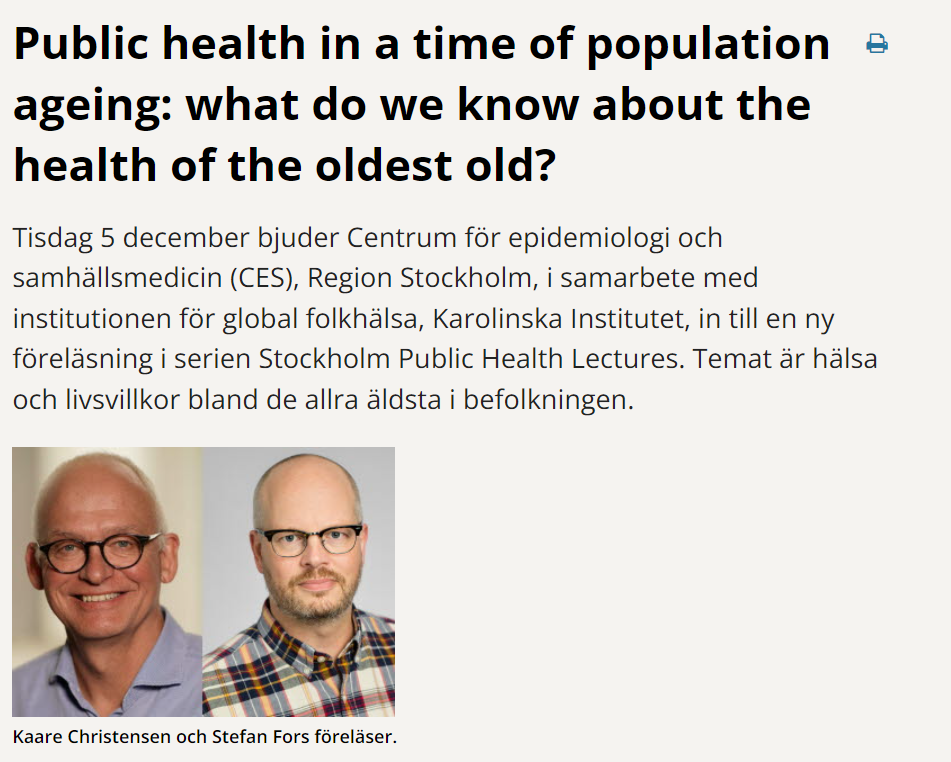 Public health in a time of population
ageing: what do we know about the
health of the oldest old?
Tisdag 5 december bjuder Centrum för epidemiologi och
samhällsmedicin (CES), Region Stockholm, i samarbete med
institutionen för global folkhälsa, Karolinska Institutet, in till en ny
föreläsning i serien Stockholm Public Health Lectures. Temat är hälsa
och livsvillkor bland de allra äldsta i befolkningen.
Kaare Christensen och Stefan Fors föreläser.